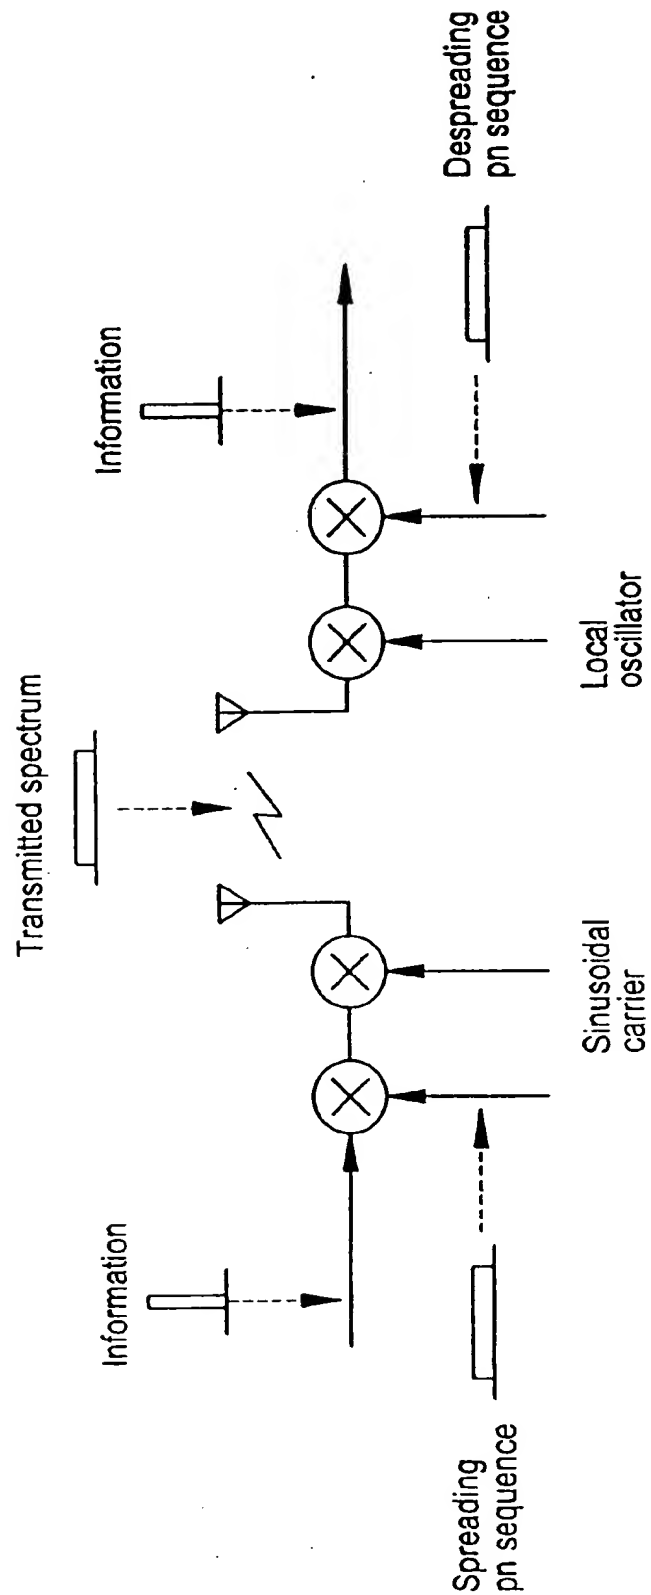 Information
Spreading
pn sequence
Sinusoidal
carrier
Transmitted spectrum
Local
oscillator
Information
Despreading
pn sequence